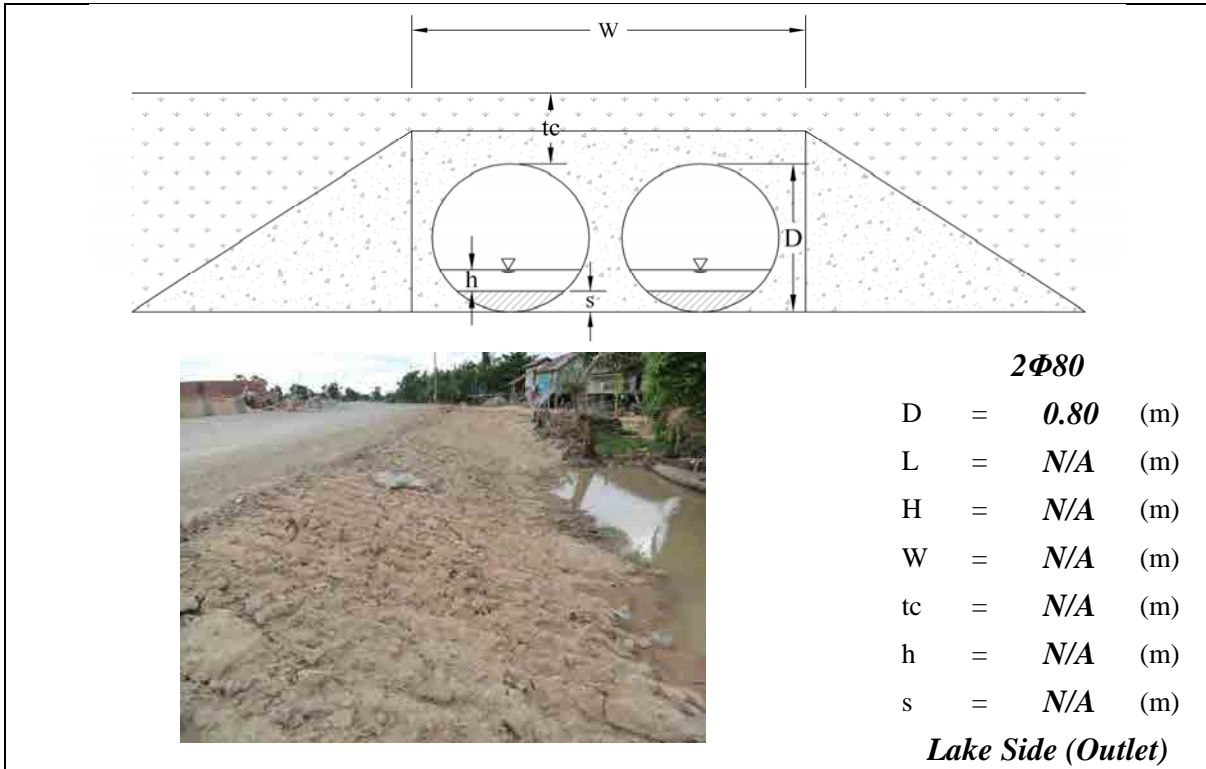 W
tc
D
h
s
2Φ80
D = 0.80 (m)
L = N/A (m)
H = N/A (m)
W = N/A (m)
tc = N/A (m)
h = N/A (m)
s = N/A (m)
Lake Side (Outlet)